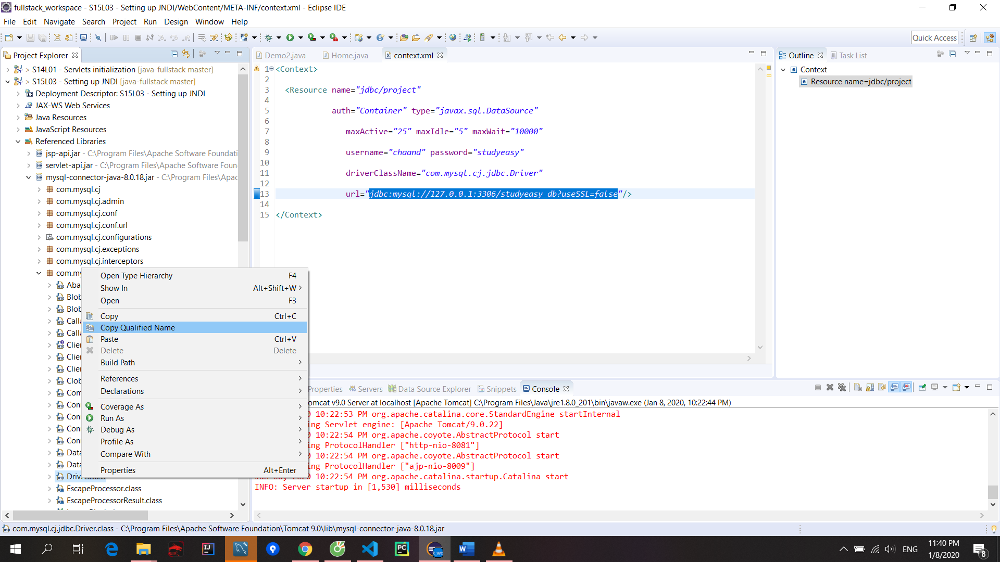 fullstack_workspace - S15L03 - Setting up JNDI/WebContent/META-INF/context.xml - Eclipse IDE
File Edit Navigate Search Project Run Design Window Help
Quick Access
Project Explorer
> S14L01 - Servlets initialization [java-fullstack master]
> S15L03 - Setting up JNDI [java-fullstack master]
Deployment Descriptor: S15L03 - Setting up JNDI
JAX-WS Web Services
Java Resources
JavaScript Resources
Referenced Libraries
jsp-api.jar - C:\Program Files\Apache Software Foundati
servlet-api.jar - C:\Program Files\Apache Software Foun
mysql-connector-java-8.0.18.jar - C:\Program Files\Apac
com.mysql.cj
com.mysql.cj.admin
com.mysql.cj.conf
com.mysql.cj.conf.url
com.mysql.cj.configurations
com.mysql.cj.exceptions
com.mysql.cj.interceptors
com.my
Aba
Blob
Blob
Calla
Calla
Clien
Clien
Clien
Clob
Com
Conn
Conn
Conn
Conn
Data
Data
Driver.class
EscapeProcessor.class
EscapeProcessorResult.class
Open Type Hierarchy F4
Show In Alt+Shift+W
Open F3
Copy Ctrl+C
Copy Qualified Name
Paste Ctrl+V
Delete Delete
Build Path
References
Declarations
Coverage As
Run As
Debug As
Profile As
Compare With
Properties Alt+Enter
Demo2.java Home.java context.xml
1 <Context>
2
3 <Resource name="jdbc/project"
4
5 auth="Container" type="javax.sql.DataSource"
6
7 maxActive="25" maxIdle="5" maxWait="10000"
8
9 username="chaand" password="studyeasy"
10
11 driverClassName="com.mysql.cj.jdbc.Driver"
12
13 url="jdbc:mysql://127.0.0.1:3306/studyeasy_db?useSSL=false"/>
14
15 </Context>
Outline Task List
Context
Resource name=jdbc/project
Properties Servers Data Source Explorer Snippets Console
omcat v9.0 Server at localhost [Apache Tomcat] C:\Program Files\Java\jre1.8.0_201\bin\javaw.exe (Jan 8, 2020, 10:22:44 PM)
0 10:22:53 PM org.apache.catalina.core.StandardEngine startInternal
ing Servlet engine: [Apache Tomcat/9.0.22]
0 10:22:54 PM org.apache.coyote.AbstractProtocol start
ing ProtocolHandler ["http-nio-8081"]
0 10:22:54 PM org.apache.coyote.AbstractProtocol start
ing ProtocolHandler ["ajp-nio-8009"]
Jan 08, 2020 10:22:54 PM org.apache.catalina.startup.Catalina start
INFO: Server startup in [1,530] milliseconds
com.mysql.cj.jdbc.Driver.class - C:\Program Files\Apache Software Foundation\Tomcat 9.0\lib\mysql-connector-java-8.0.18.jar
ENG
11:40 PM
1/8/2020
8